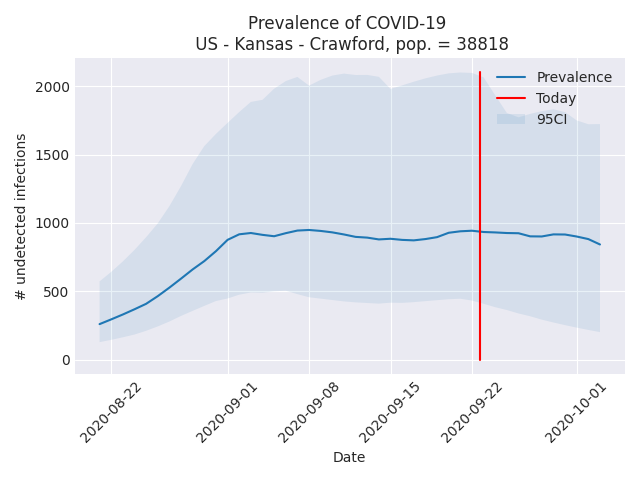 Prevalence of COVID-19
US - Kansas - Crawford, pop. = 38818
Prevalence
Today
95CI
# undetected infections
2000
1500
1000
500
0
2020-08-22
2020-09-01
2020-09-08
2020-09-15
2020-09-22
2020-10-01
Date